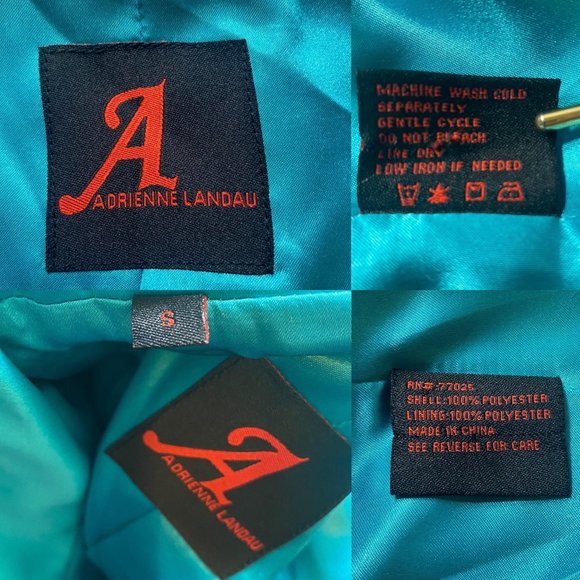 A
ADRIENNE LANDAU
MACHINE WASH COLD
SEPARATELY
GENTLE CYCLE
DO NOT BLEACH
LINE DRY
LOW IRON IF NEEDED
S
A
ADRIENNE LANDAU
RN#:77025
SHELL:100% POLYESTER
LINING:100% POLYESTER
MADE IN CHINA
SEE REVERSE FOR CARE